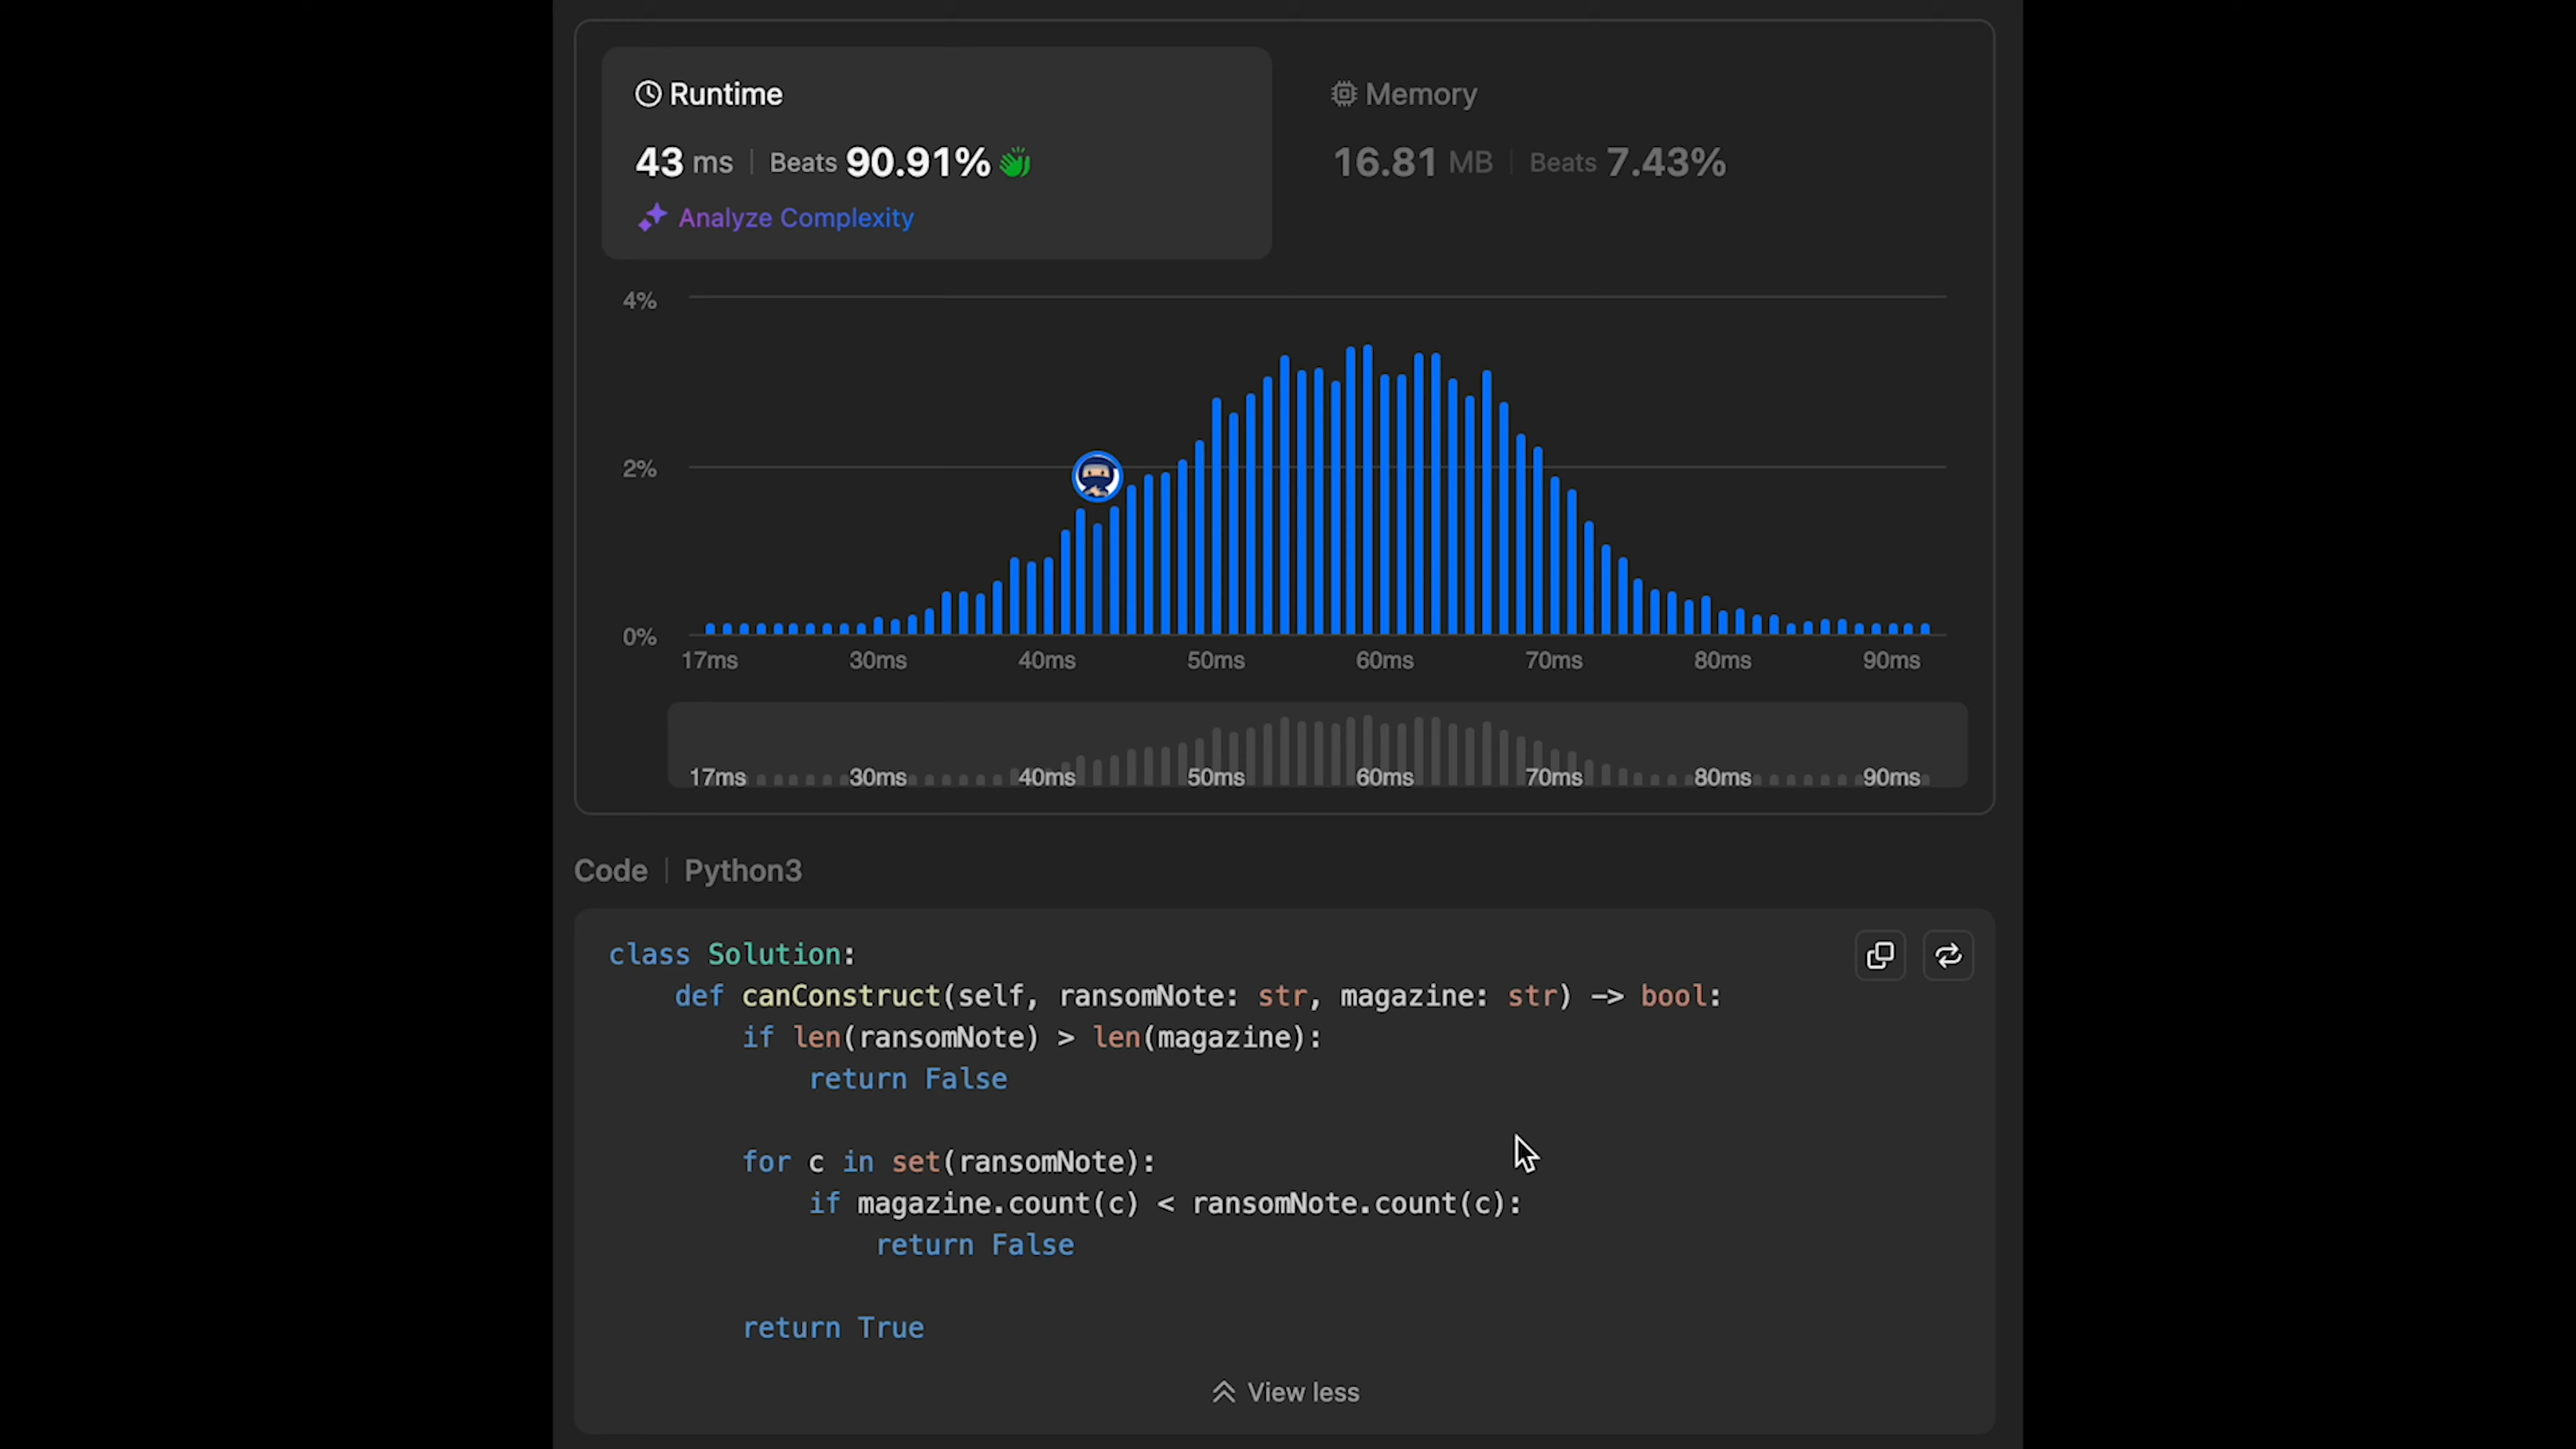 Runtime
Memory
43 ms | Beats 90.91%
16.81 MB | Beats 7.43%
Analyze Complexity
4%
2%
0%
17ms 30ms 40ms 50ms 60ms 70ms 80ms 90ms
17ms 30ms 40ms 50ms 60ms 70ms 80ms 90ms
Code | Python3
class Solution:
    def canConstruct(self, ransomNote: str, magazine: str) -> bool:
        if len(ransomNote) > len(magazine):
            return False
        for c in set(ransomNote):
            if magazine.count(c) < ransomNote.count(c):
                return False
        return True
View less